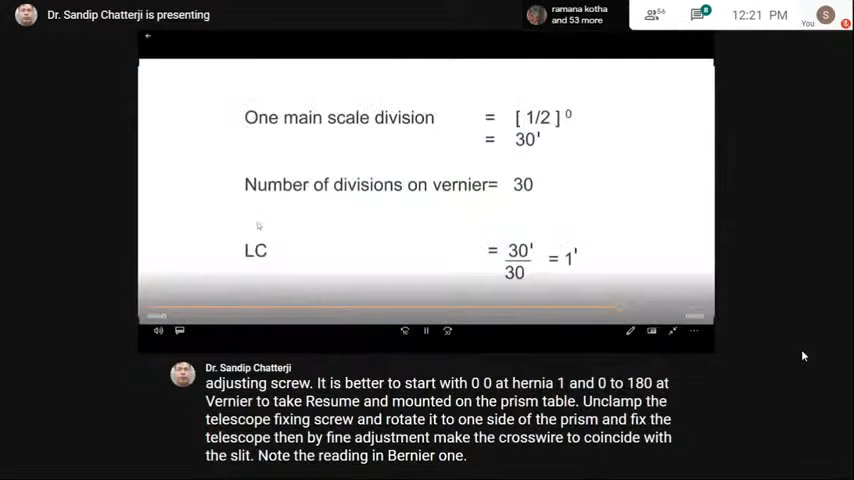 Dr. Sandip Chatterji is presenting
ramana kotha
and 53 more
56
8
12:21 PM
You
S
One main scale division = [ 1/2 ] 0
= 30'
Number of divisions on vernier= 30
LC = 30' = 1'
30
10
30
Dr. Sandip Chatterji
adjusting screw. It is better to start with 0 0 at hernia 1 and 0 to 180 at
Vernier to take Resume and mounted on the prism table. Unclamp the
telescope fixing screw and rotate it to one side of the prism and fix the
telescope then by fine adjustment make the crosswire to coincide with
the slit. Note the reading in Bernier one.